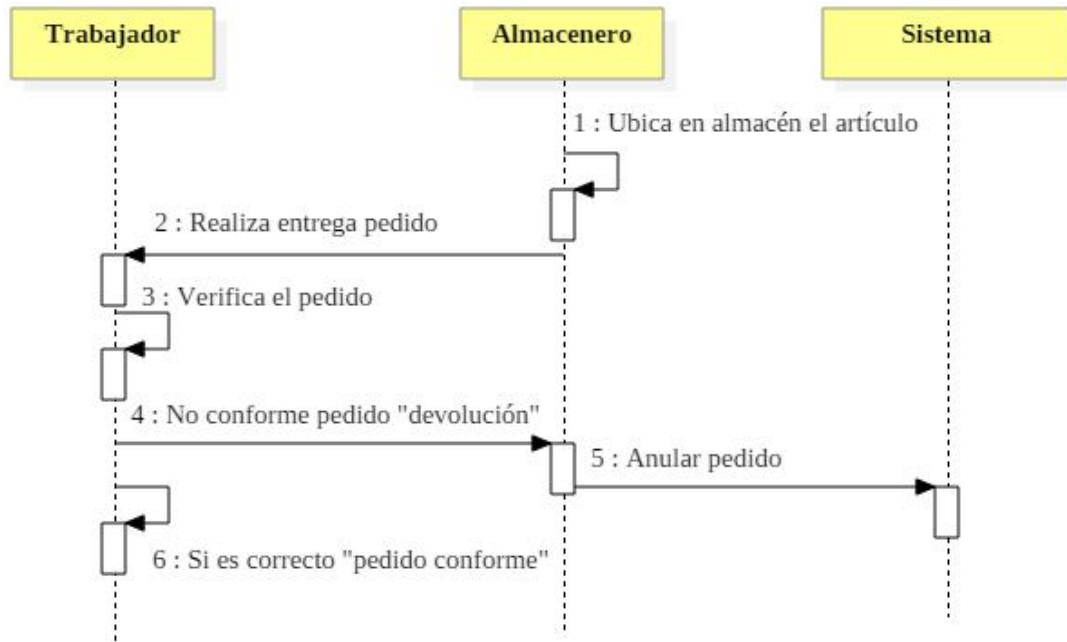 Trabajador
Almacenero
Sistema
1 : Ubica en almacén el artículo
2 : Realiza entrega pedido
3 : Verifica el pedido
4 : No conforme pedido "devolución"
5 : Anular pedido
6 : Si es correcto "pedido conforme"